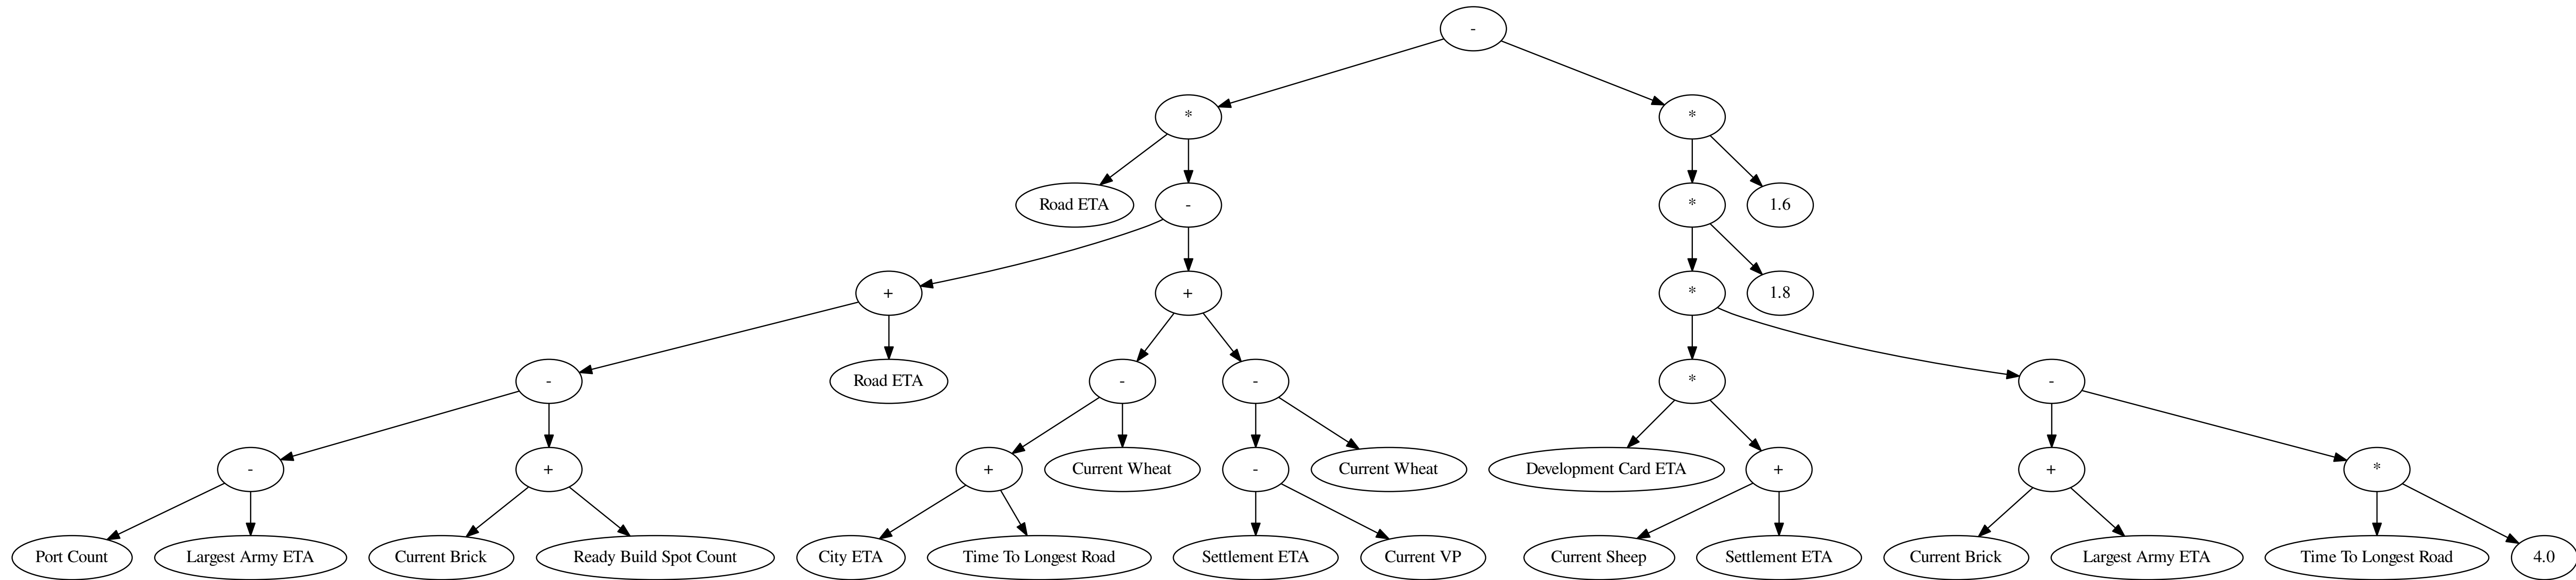 -
* *
Road ETA - * 1.6
+ + * 1.8
- Road ETA - - * -
- + + Current Wheat - Current Wheat Development Card ETA + + *
Port Count Largest Army ETA Current Brick Ready Build Spot Count City ETA Time To Longest Road Settlement ETA Current VP Current Sheep Settlement ETA Current Brick Largest Army ETA Time To Longest Road 4.0